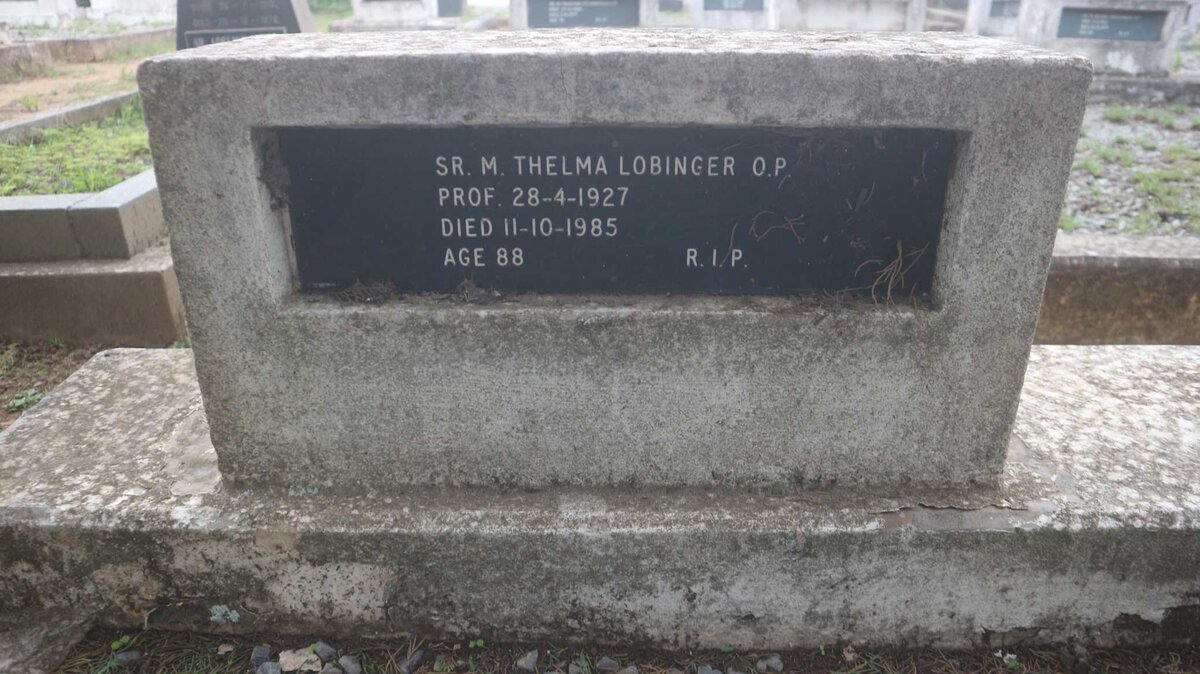 SR. M. THELMA LOBINGER O.P.
PROF. 28-4-1927
DIED 11-10-1985
AGE 88 R.I.P.